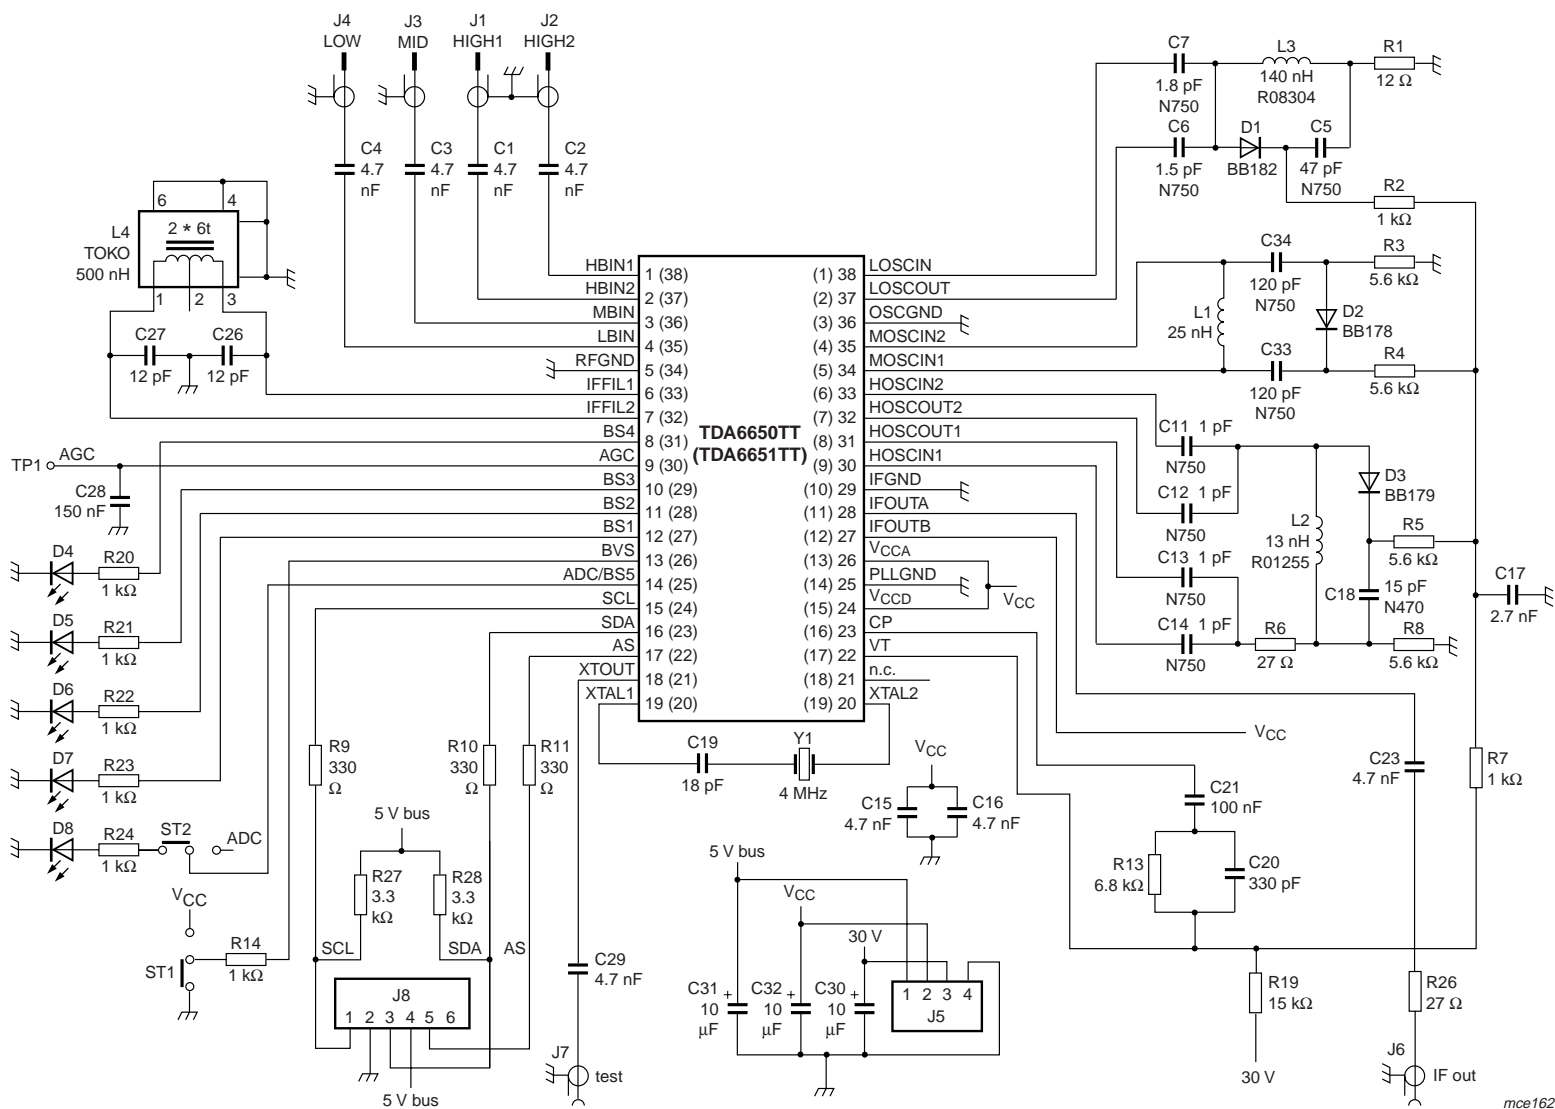 J4
LOW
J3
MID
J1
HIGH1
J2
HIGH2
C4
4.7
nF
C3
4.7
nF
C1
4.7
nF
C2
4.7
nF
C7
1.8 pF
N750
L3
140 nH
R08304
R1
12 Ω
C6
1.5 pF
N750
D1
BB182
C5
47 pF
N750
R2
1 kΩ
6
4
2 * 6t
L4
TOKO
500 nH
1
2
3
C27
12 pF
C26
12 pF
C34
120 pF
N750
R3
5.6 kΩ
L1
25 nH
D2
BB178
C33
120 pF
N750
R4
5.6 kΩ
TDA6650TT
(TDA6651TT)
HBIN1 1 (38)
HBIN2 2 (37)
MBIN 3 (36)
LBIN 4 (35)
RFGND 5 (34)
IFFIL1 6 (33)
IFFIL2 7 (32)
BS4 8 (31)
AGC 9 (30)
BS3 10 (29)
BS2 11 (28)
BS1 12 (27)
BVS 13 (26)
ADC/BS5 14 (25)
SCL 15 (24)
SDA 16 (23)
AS 17 (22)
XTOUT 18 (21)
XTAL1 19 (20)
(1) 38 LOSCIN
(2) 37 LOSCOUT
(3) 36 OSCGND
(4) 35 MOSCIN2
(5) 34 MOSCIN1
(6) 33 HOSCIN2
(7) 32 HOSCOUT2
(8) 31 HOSCOUT1
(9) 30 HOSCIN1
(10) 29 IFGND
(11) 28 IFOUTA
(12) 27 IFOUTB
(13) 26 VCCA
(14) 25 PLLGND
(15) 24 VCCD
(16) 23 CP
(17) 22 VT
(18) 21 n.c.
(19) 20 XTAL2
VCC
TP1
AGC
C28
150 nF
D4
R20
1 kΩ
D5
R21
1 kΩ
D6
R22
1 kΩ
D7
R23
1 kΩ
D8
R24
1 kΩ
ST2
ADC
VCC
ST1
R14
1 kΩ
C11 1 pF
N750
C12 1 pF
N750
C13 1 pF
N750
C14 1 pF
N750
D3
BB179
L2
13 nH
R01255
R5
5.6 kΩ
C18
15 pF
N470
R6
27 Ω
R8
5.6 kΩ
C17
2.7 nF
R9
330
Ω
R10
330
Ω
R11
330
Ω
C19
18 pF
Y1
4 MHz
VCC
C15
4.7 nF
C16
4.7 nF
VCC
C21
100 nF
C23
4.7 nF
R7
1 kΩ
5 V bus
R27
3.3
kΩ
R28
3.3
kΩ
SCL
SDA
AS
J8
1 2 3 4 5 6
5 V bus
C29
4.7 nF
J7
test
5 V bus
VCC
30 V
C31
+
10
μF
C32
+
10
μF
C30
+
10
μF
1 2 3 4
J5
R13
6.8 kΩ
C20
330 pF
R19
15 kΩ
30 V
R26
27 Ω
J6
IF out
mce162